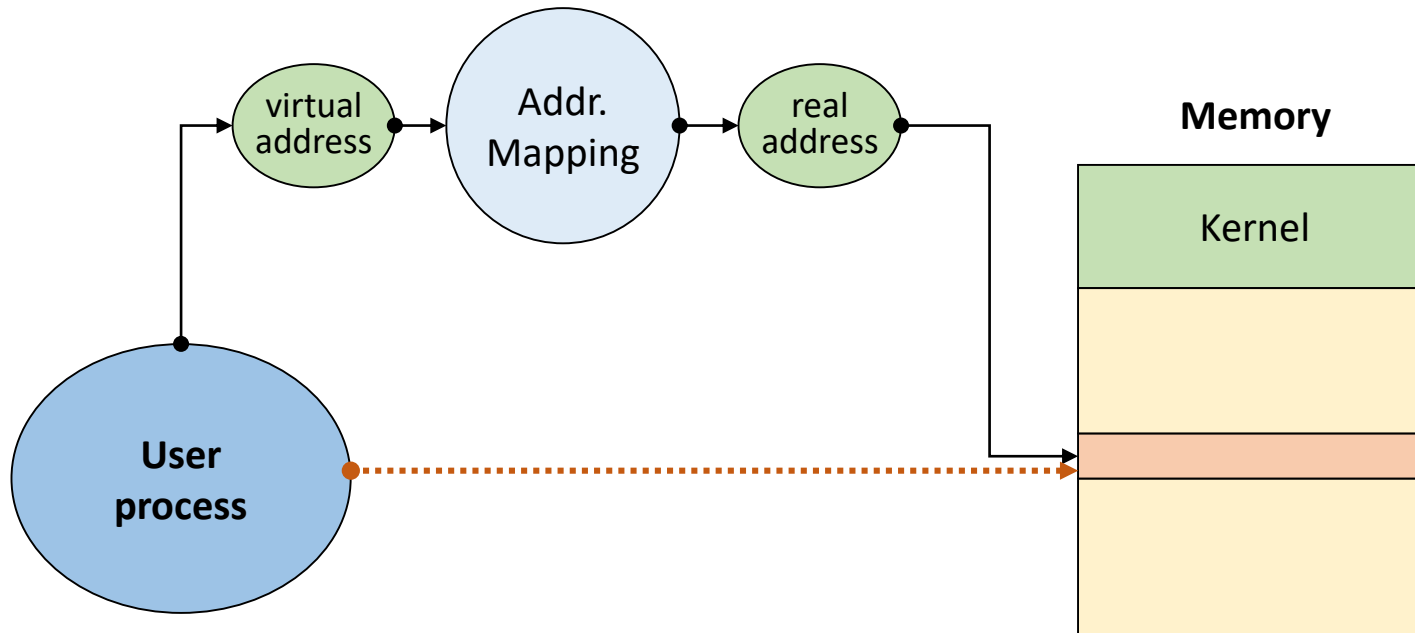 virtual
address
Addr.
Mapping
real
address
Memory
Kernel
User
process